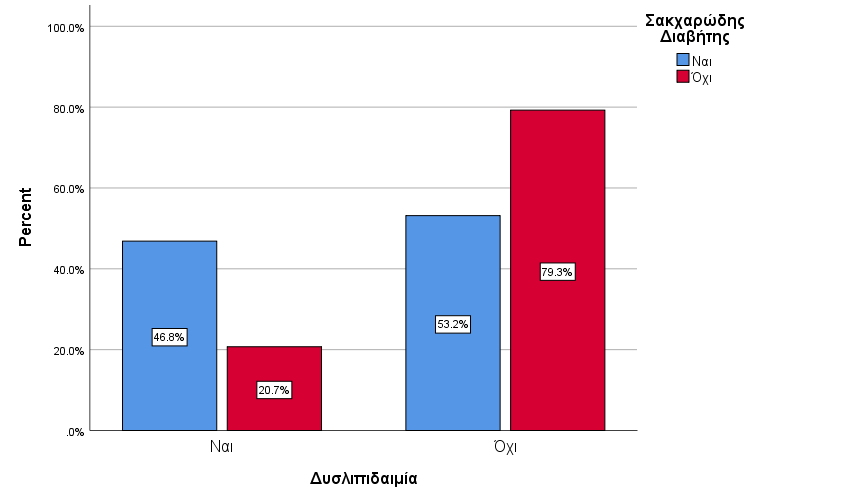 Σακχαρώδης
Διαβήτης
Ναι
Όχι
Percent
100.0%
80.0%
60.0%
40.0%
20.0%
.0%
46.8%
20.7%
53.2%
79.3%
Ναι
Όχι
Δυσλιπιδαιμία